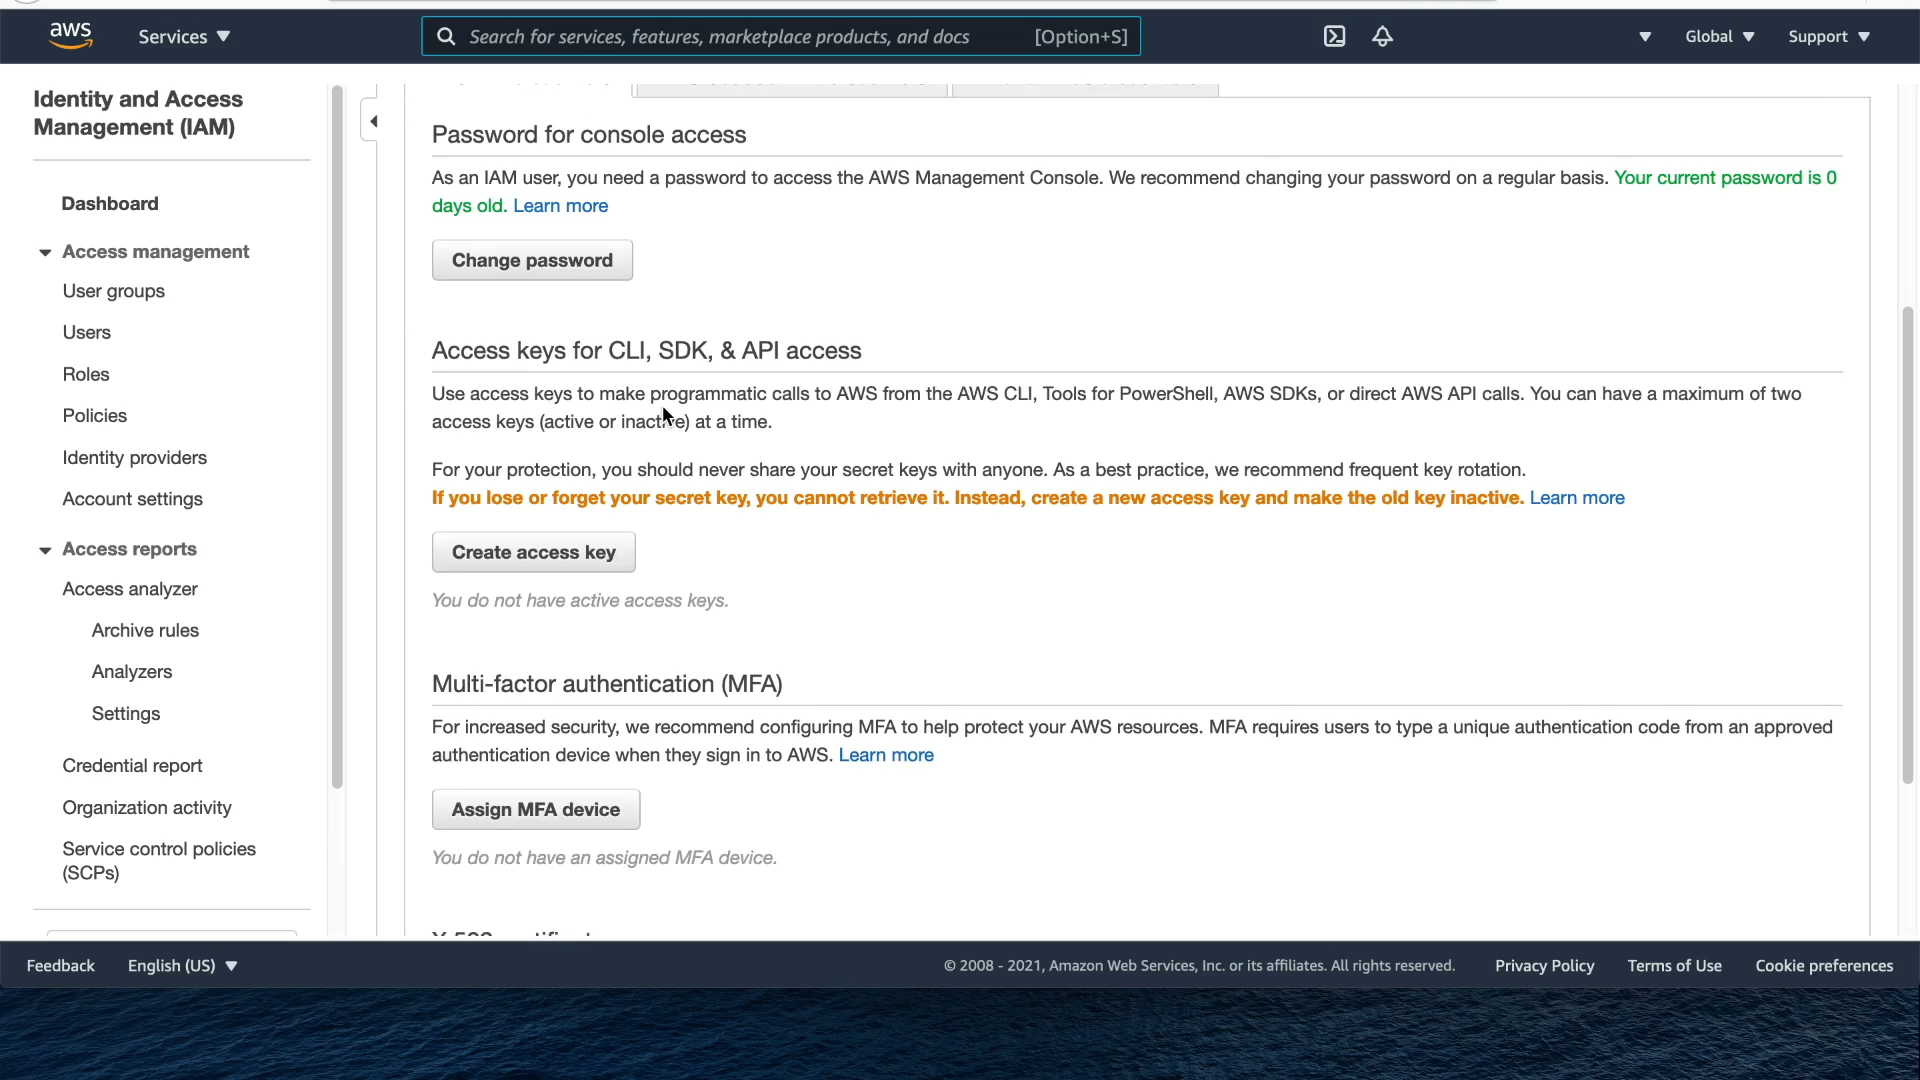 aws
Services
Search for services, features, marketplace products, and docs
[Option+S]
Global
Support
Identity and Access
Management (IAM)
Dashboard
Access management
User groups
Users
Roles
Policies
Identity providers
Account settings
Access reports
Access analyzer
Archive rules
Analyzers
Settings
Credential report
Organization activity
Service control policies
(SCPs)
Password for console access
As an IAM user, you need a password to access the AWS Management Console. We recommend changing your password on a regular basis. Your current password is 0
days old. Learn more
Change password
Access keys for CLI, SDK, & API access
Use access keys to make programmatic calls to AWS from the AWS CLI, Tools for PowerShell, AWS SDKs, or direct AWS API calls. You can have a maximum of two
access keys (active or inactive) at a time.
For your protection, you should never share your secret keys with anyone. As a best practice, we recommend frequent key rotation.
If you lose or forget your secret key, you cannot retrieve it. Instead, create a new access key and make the old key inactive. Learn more
Create access key
You do not have active access keys.
Multi-factor authentication (MFA)
For increased security, we recommend configuring MFA to help protect your AWS resources. MFA requires users to type a unique authentication code from an approved
authentication device when they sign in to AWS. Learn more
Assign MFA device
You do not have an assigned MFA device.
Feedback
English (US)
© 2008 - 2021, Amazon Web Services, Inc. or its affiliates. All rights reserved.
Privacy Policy
Terms of Use
Cookie preferences